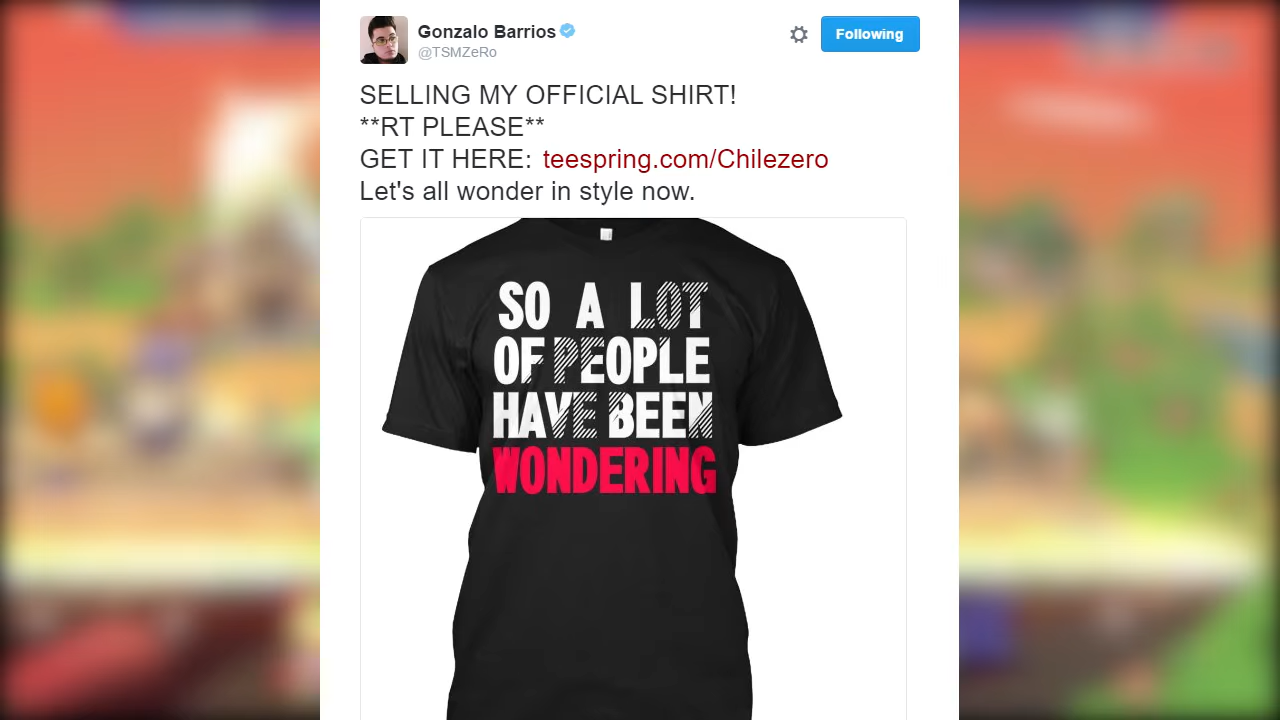 Gonzalo Barrios
@TSMZeRo
Following
SELLING MY OFFICIAL SHIRT!
**RT PLEASE**
GET IT HERE: teespring.com/Chilezero
Let's all wonder in style now.
SO A LOT
OF PEOPLE
HAVE BEEN
WONDERING